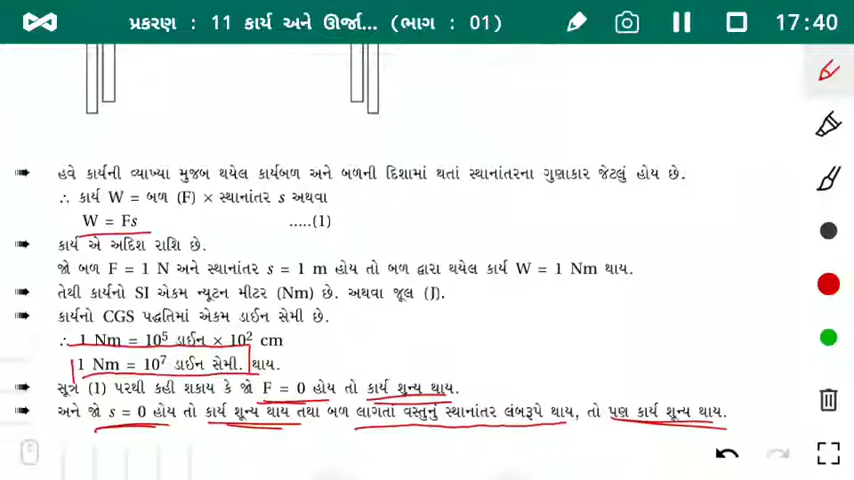 પ્રકરણ : 11 કાર્ય અને ઊર્જા... (ભાગ : 01)
17:40
હવે કાર્યની વ્યાખ્યા મુજબ થયેલ કાર્યબળ અને બળની દિશામાં થતાં સ્થાનાંતરના ગુણાકાર જેટલું હોય છે.
∴ કાર્ય W = બળ (F) × સ્થાનાંતર s અથવા
W = Fs .....(1)
કાર્ય એ અદિશ રાશિ છે.
જો બળ F = 1 N અને સ્થાનાંતર s = 1 m હોય તો બળ દ્વારા થયેલ કાર્ય W = 1 Nm થાય.
તેથી કાર્યનો SI એકમ ન્યૂટન મીટર (Nm) છે. અથવા જૂલ (J).
કાર્યનો CGS પદ્ધતિમાં એકમ ડાઈન સેમી છે.
∴ 1 Nm = 10⁵ ડાઈન × 10² cm
1 Nm = 10⁷ ડાઈન સેમી. થાય.
સૂત્ર (1) પરથી કહી શકાય કે જો F = 0 હોય તો કાર્ય શૂન્ય થાય.
અને જો s = 0 હોય તો કાર્ય શૂન્ય થાય તથા બળ લાગતાં વસ્તુનું સ્થાનાંતર લંબરૂપે થાય, તો પણ કાર્ય શૂન્ય થાય.